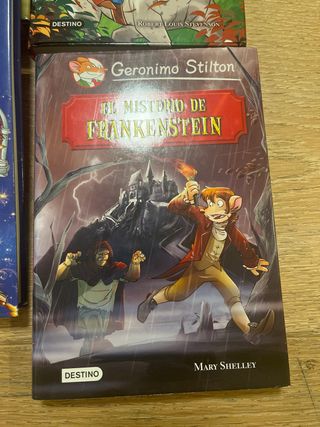 DESTINO
ROBERT LOUIS STEVENSON
Geronimo Stilton
EL MISTERIO DE
FRANKENSTEIN
MARY SHELLEY
DESTINO